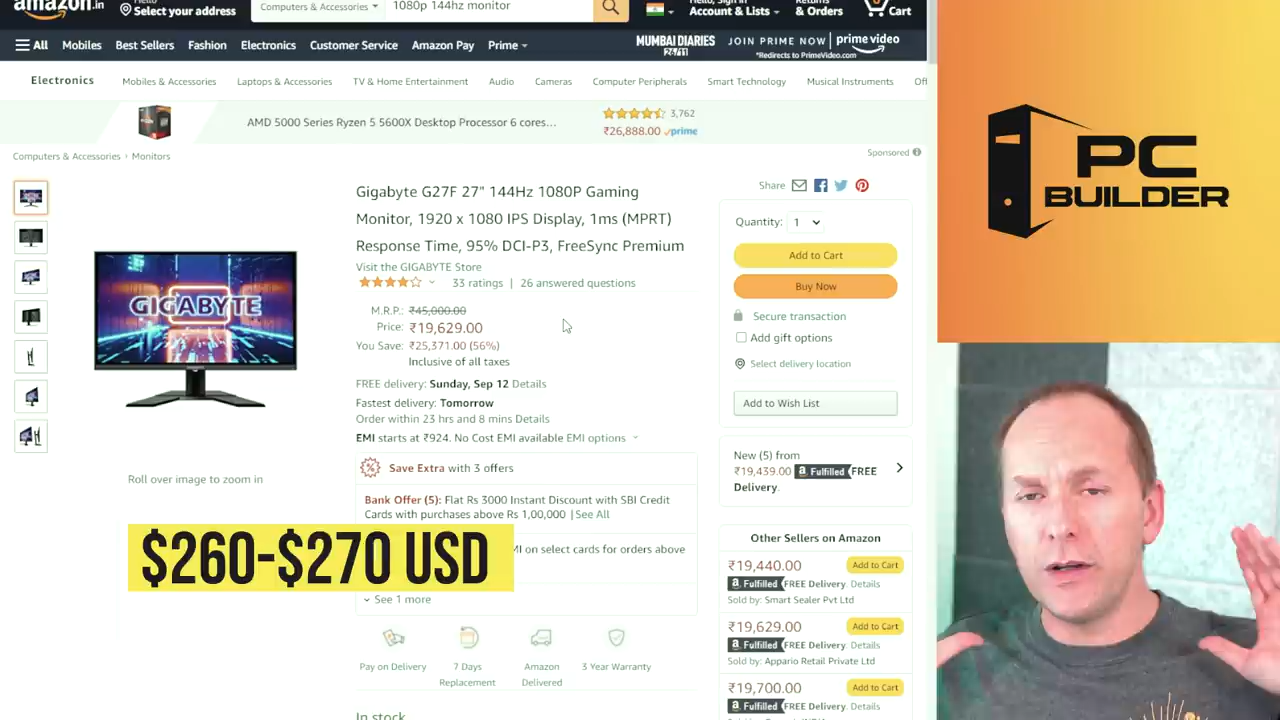 amazon.in
Hello
Select your address
Computers & Accessories
1080p 144hz monitor
Hello, Sign in
Account & Lists
Returns
& Orders
0
Cart
All
Mobiles
Best Sellers
Fashion
Electronics
Customer Service
Amazon Pay
Prime
MUMBAI DIARIES
26/11
JOIN PRIME NOW
prime video
*Redirects to PrimeVideo.com
Electronics
Mobiles & Accessories
Laptops & Accessories
TV & Home Entertainment
Audio
Cameras
Computer Peripherals
Smart Technology
Musical Instruments
Off
AMD 5000 Series Ryzen 5 5600X Desktop Processor 6 cores…
3,762
₹26,888.00 prime
Computers & Accessories › Monitors
Sponsored
Gigabyte G27F 27" 144Hz 1080P Gaming
Monitor, 1920 x 1080 IPS Display, 1ms (MPRT)
Response Time, 95% DCI-P3, FreeSync Premium
Visit the GIGABYTE Store
33 ratings | 26 answered questions
M.R.P.: ₹45,000.00
Price: ₹19,629.00
You Save: ₹25,371.00 (56%)
Inclusive of all taxes
FREE delivery: Sunday, Sep 12 Details
Fastest delivery: Tomorrow
Order within 23 hrs and 8 mins Details
EMI starts at ₹924. No Cost EMI available EMI options
Save Extra with 3 offers
Bank Offer (5): Flat Rs 3000 Instant Discount with SBI Credit
Cards with purchases above Rs 1,00,000 | See All
MI on select cards for orders above
See 1 more
GIGABYTE
Roll over image to zoom in
$260-$270 USD
Pay on Delivery
7 Days
Replacement
Amazon
Delivered
3 Year Warranty
In stock
Share
Quantity: 1
Add to Cart
Buy Now
Secure transaction
Add gift options
Select delivery location
Add to Wish List
New (5) from
₹19,439.00 Fulfilled FREE
Delivery.
Other Sellers on Amazon
₹19,440.00
Add to Cart
Fulfilled FREE Delivery. Details
Sold by: Smart Sealer Pvt Ltd
₹19,629.00
Add to Cart
Fulfilled FREE Delivery. Details
Sold by: Appario Retail Private Ltd
₹19,700.00
Add to Cart
Fulfilled FREE Delivery. Details
PC
BUILDER